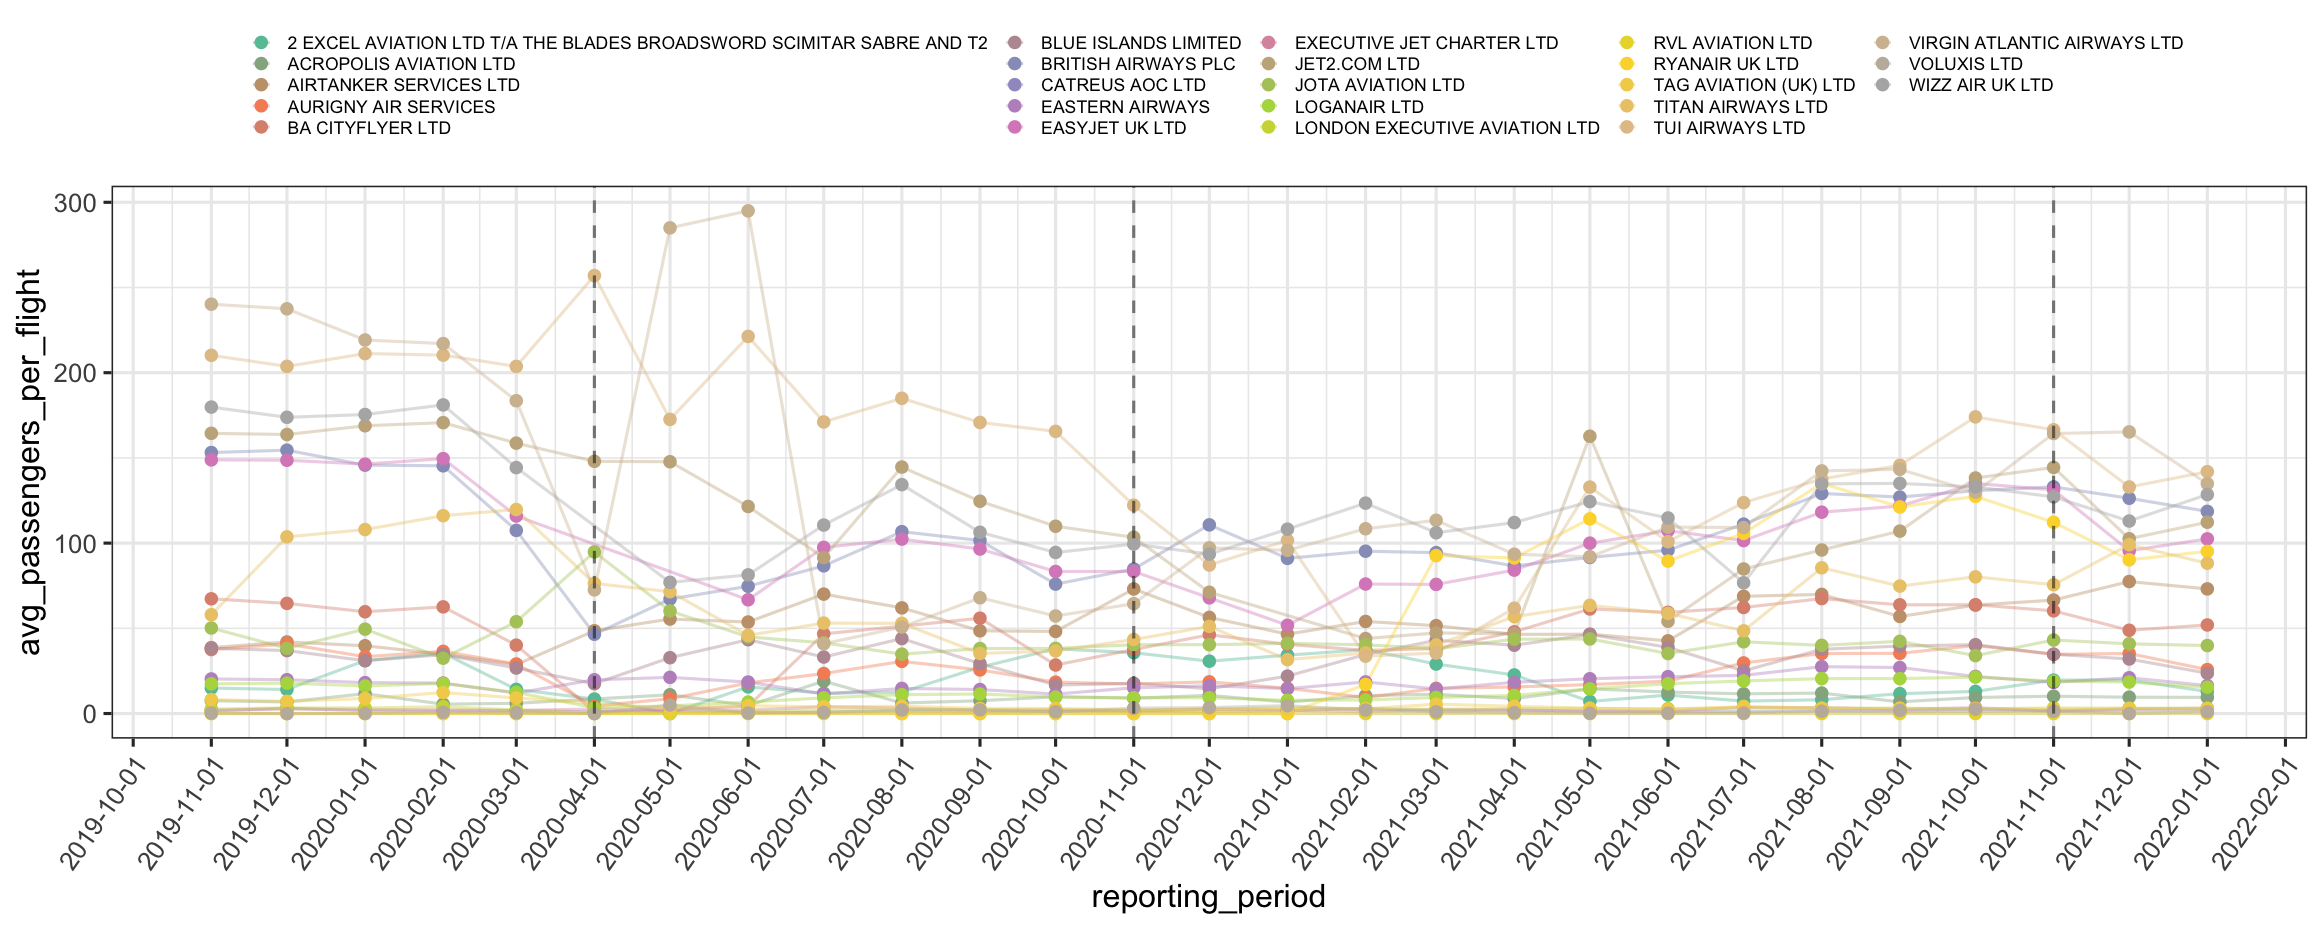 2 EXCEL AVIATION LTD T/A THE BLADES BROADSWORD SCIMITAR SABRE AND T2
ACROPOLIS AVIATION LTD
AIRTANKER SERVICES LTD
AURIGNY AIR SERVICES
BA CITYFLYER LTD
BLUE ISLANDS LIMITED
BRITISH AIRWAYS PLC
CATREUS AOC LTD
EASTERN AIRWAYS
EASYJET UK LTD
EXECUTIVE JET CHARTER LTD
JET2.COM LTD
JOTA AVIATION LTD
LOGANAIR LTD
LONDON EXECUTIVE AVIATION LTD
RVL AVIATION LTD
RYANAIR UK LTD
TAG AVIATION (UK) LTD
TITAN AIRWAYS LTD
TUI AIRWAYS LTD
VIRGIN ATLANTIC AIRWAYS LTD
VOLUXIS LTD
WIZZ AIR UK LTD
avg_passengers_per_flight
300
200
100
0
2019-10-01
2019-11-01
2019-12-01
2020-01-01
2020-02-01
2020-03-01
2020-04-01
2020-05-01
2020-06-01
2020-07-01
2020-08-01
2020-09-01
2020-10-01
2020-11-01
2020-12-01
2021-01-01
2021-02-01
2021-03-01
2021-04-01
2021-05-01
2021-06-01
2021-07-01
2021-08-01
2021-09-01
2021-10-01
2021-11-01
2021-12-01
2022-01-01
2022-02-01
reporting_period